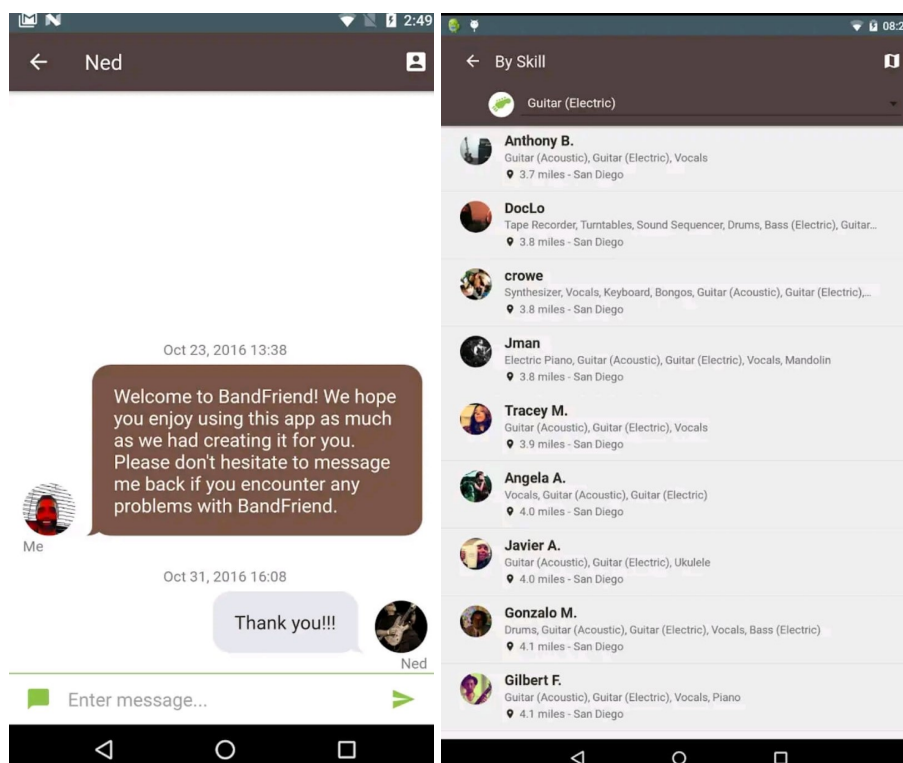 2:49
Ned
Oct 23, 2016 13:38
Welcome to BandFriend! We hope
you enjoy using this app as much
as we had creating it for you.
Please don't hesitate to message
me back if you encounter any
problems with BandFriend.
Me
Oct 31, 2016 16:08
Thank you!!!
Ned
Enter message...
08:2
By Skill
Guitar (Electric)
Anthony B.
Guitar (Acoustic), Guitar (Electric), Vocals
3.7 miles - San Diego
DocLo
Tape Recorder, Turntables, Sound Sequencer, Drums, Bass (Electric), Guitar...
3.8 miles - San Diego
crowe
Synthesizer, Vocals, Keyboard, Bongos, Guitar (Acoustic), Guitar (Electric),...
3.8 miles - San Diego
Jman
Electric Piano, Guitar (Acoustic), Guitar (Electric), Vocals, Mandolin
3.8 miles - San Diego
Tracey M.
Guitar (Acoustic), Guitar (Electric), Vocals
3.9 miles - San Diego
Angela A.
Vocals, Guitar (Acoustic), Guitar (Electric)
4.0 miles - San Diego
Javier A.
Guitar (Acoustic), Guitar (Electric), Ukulele
4.0 miles - San Diego
Gonzalo M.
Drums, Guitar (Acoustic), Guitar (Electric), Vocals, Bass (Electric)
4.1 miles - San Diego
Gilbert F.
Guitar (Acoustic), Guitar (Electric), Vocals, Piano
4.1 miles - San Diego